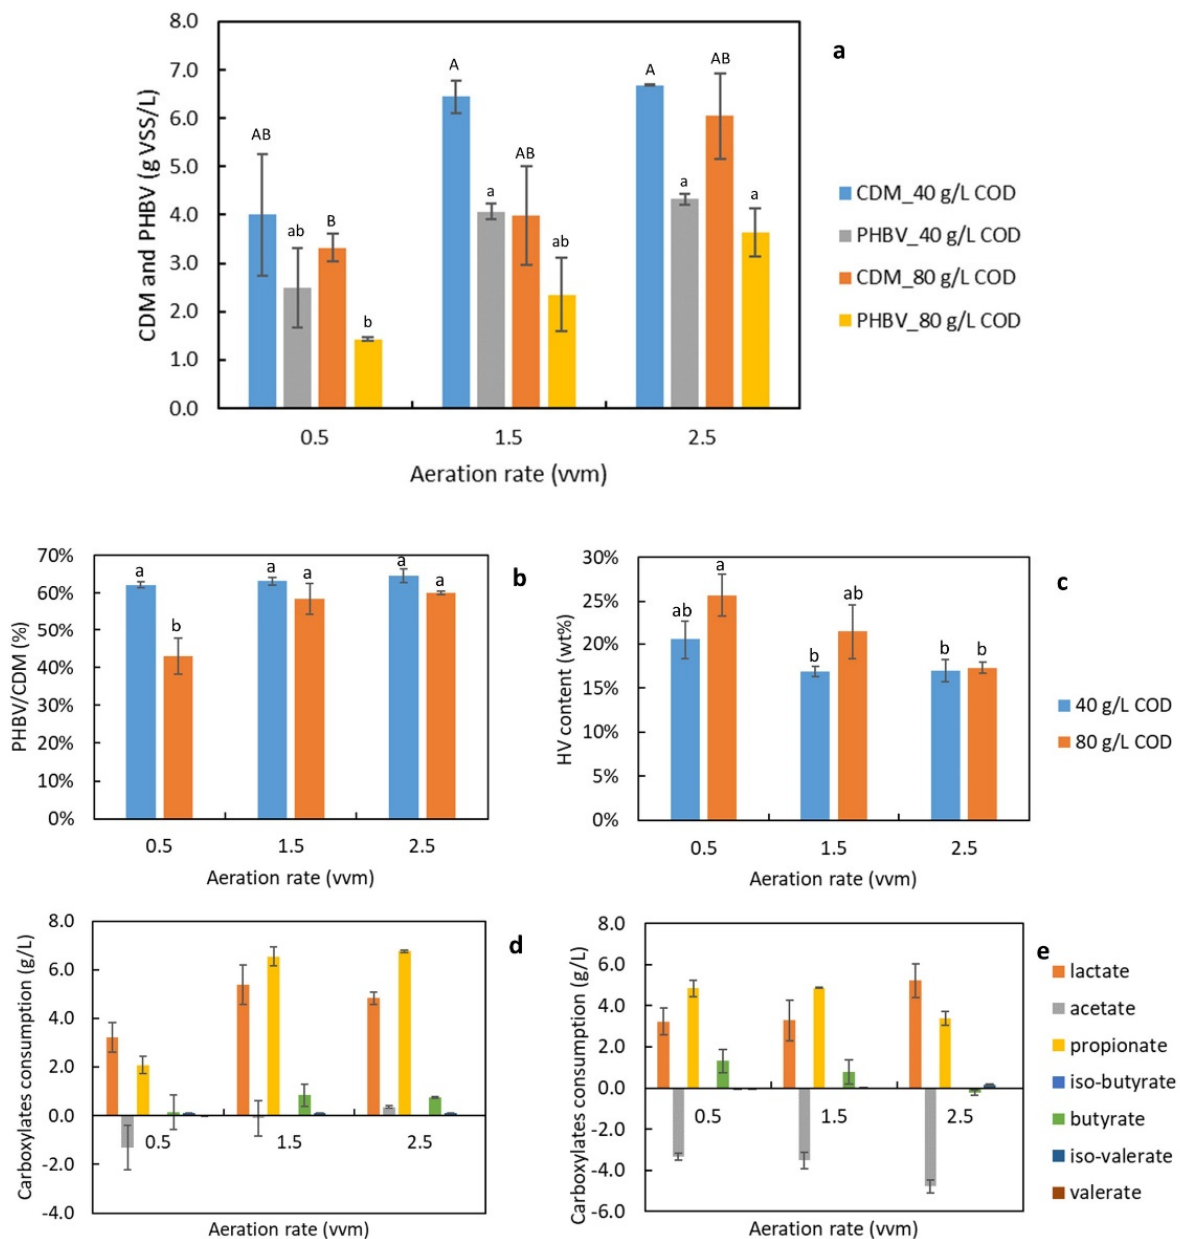 a
CDM and PHBV (g VSS/L)
8.0
7.0
6.0
5.0
4.0
3.0
2.0
1.0
0.0
AB
ab
B
b
A
a
AB
ab
A
a
AB
a
0.5
1.5
2.5
Aeration rate (vvm)
CDM_40 g/L COD
PHBV_40 g/L COD
CDM_80 g/L COD
PHBV_80 g/L COD
b
PHBV/CDM (%)
70%
60%
50%
40%
30%
20%
10%
0%
a
b
a
a
a
a
0.5
1.5
2.5
Aeration rate (vvm)
c
HV content (wt%)
30%
25%
20%
15%
10%
5%
0%
ab
a
b
ab
b
b
0.5
1.5
2.5
Aeration rate (vvm)
40 g/L COD
80 g/L COD
d
Carboxylates consumption (g/L)
8.0
6.0
4.0
2.0
0.0
-2.0
-4.0
0.5
1.5
2.5
Aeration rate (vvm)
e
Carboxylates consumption (g/L)
8.0
6.0
4.0
2.0
0.0
-2.0
-4.0
-6.0
0.5
1.5
2.5
Aeration rate (vvm)
lactate
acetate
propionate
iso-butyrate
butyrate
iso-valerate
valerate